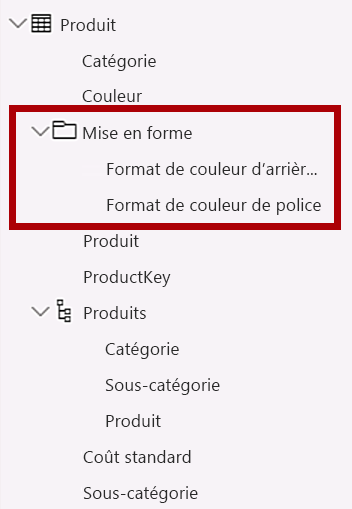 Produit
Catégorie
Couleur
Mise en forme
Format de couleur d’arrièr...
Format de couleur de police
Produit
ProductKey
Produits
Catégorie
Sous-catégorie
Produit
Coût standard
Sous-catégorie